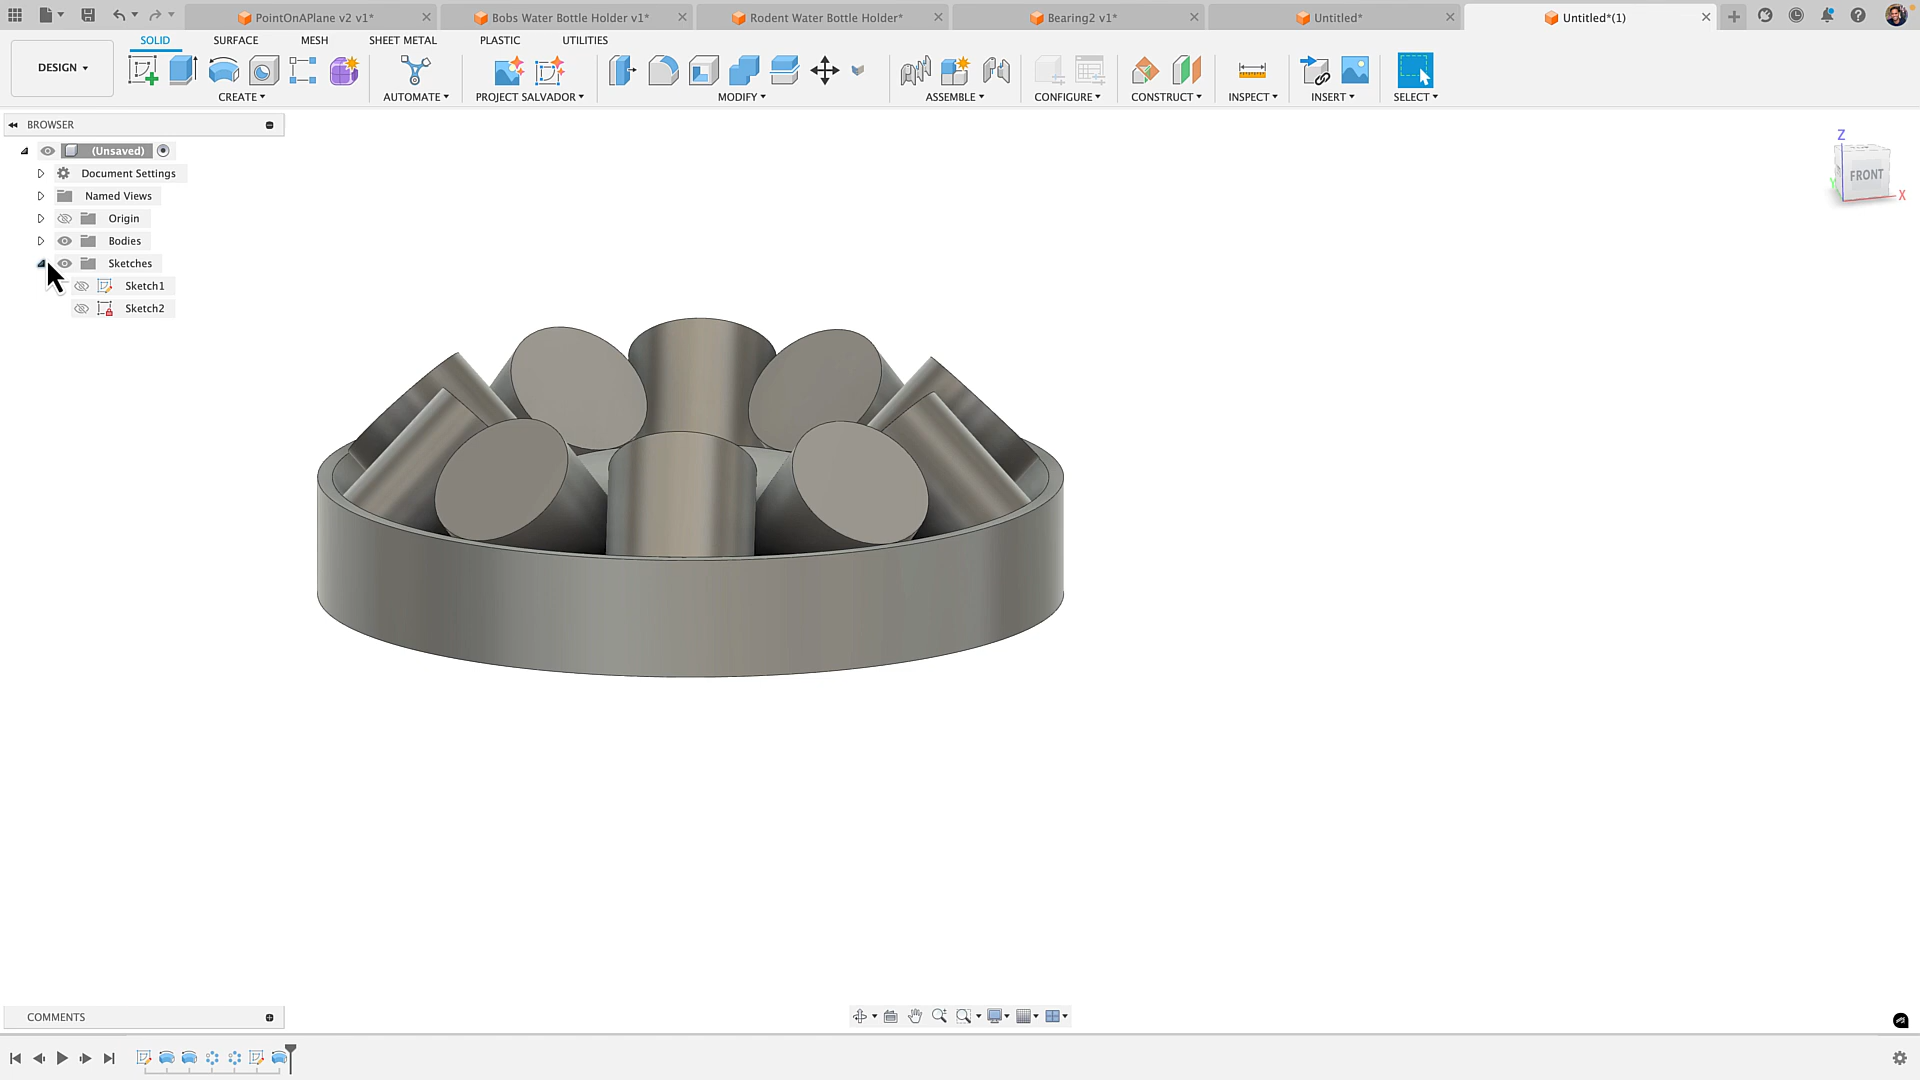 PointOnAPlane v2 v1*
Bobs Water Bottle Holder v1*
Rodent Water Bottle Holder*
Bearing2 v1*
Untitled*
Untitled*(1)
SOLID
SURFACE
MESH
SHEET METAL
PLASTIC
UTILITIES
DESIGN
CREATE
AUTOMATE
PROJECT SALVADOR
MODIFY
ASSEMBLE
CONFIGURE
CONSTRUCT
INSPECT
INSERT
SELECT
BROWSER
(Unsaved)
Document Settings
Named Views
Origin
Bodies
Sketches
Sketch1
Sketch2
Z
FRONT
X
COMMENTS